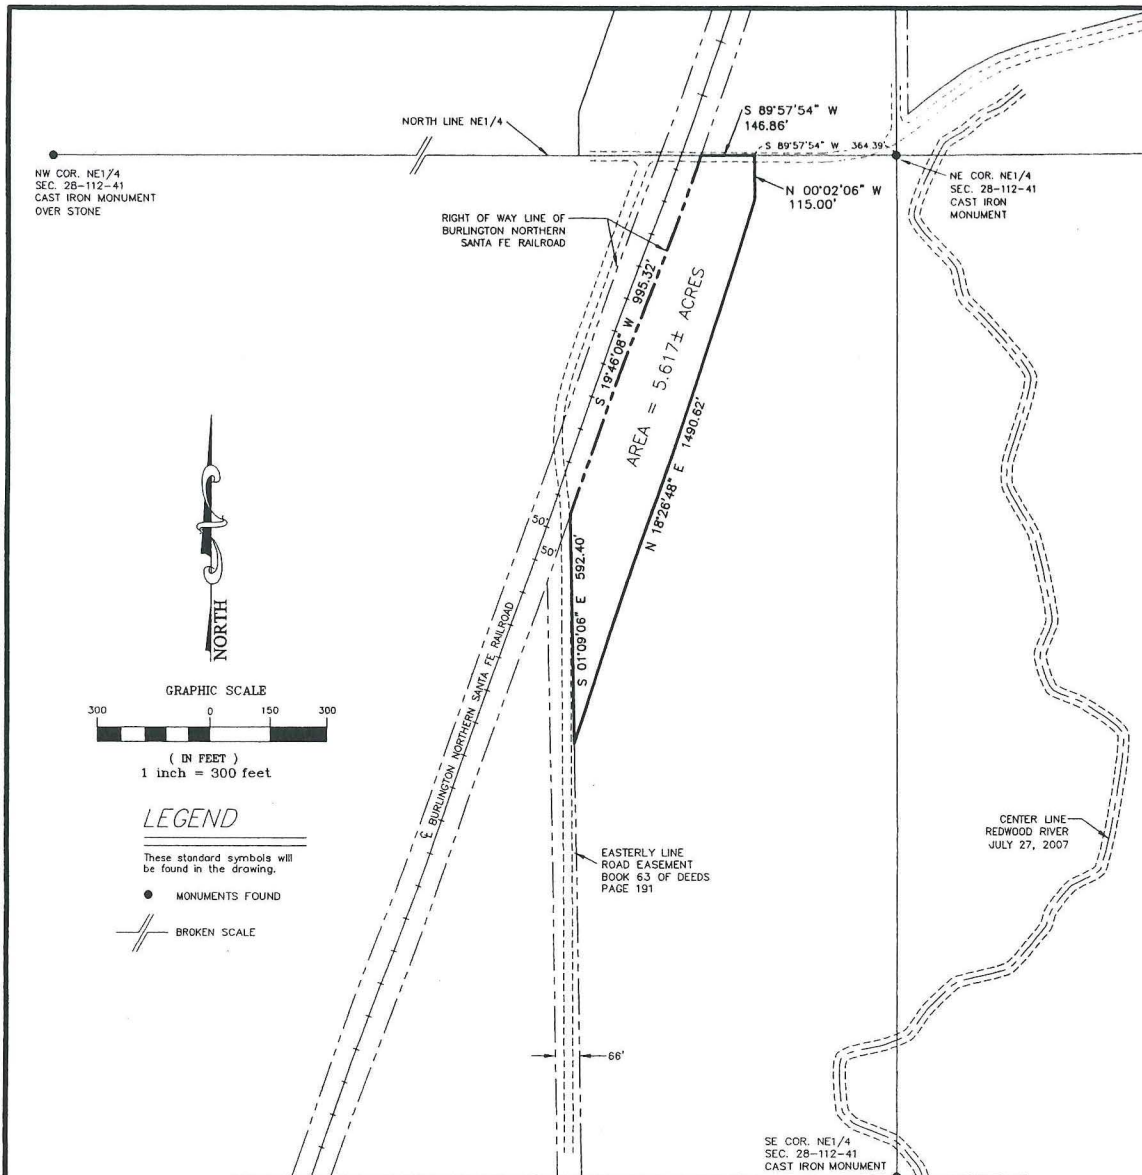 S 89°57'54" W
146.86'
NORTH LINE NE1/4
S 89°57'54" W 364.39'
NW COR. NE1/4
SEC. 28-112-41
CAST IRON MONUMENT
OVER STONE
NE COR. NE1/4
SEC. 28-112-41
CAST IRON
MONUMENT
N 00°02'06" W
115.00'
RIGHT OF WAY LINE OF
BURLINGTON NORTHERN
SANTA FE RAILROAD
S 19°46'08" W 995.32'
AREA = 5.617± ACRES
N 18°26'48" E 1490.62'
50'
50'
S 01°09'06" E 592.40'
NORTH
GRAPHIC SCALE
300 0 150 300
( IN FEET )
1 inch = 300 feet
℄ BURLINGTON NORTHERN SANTA FE RAILROAD
LEGEND
These standard symbols will
be found in the drawing.
MONUMENTS FOUND
BROKEN SCALE
CENTER LINE
REDWOOD RIVER
JULY 27, 2007
EASTERLY LINE
ROAD EASEMENT
BOOK 63 OF DEEDS
PAGE 191
66'
SE COR. NE1/4
SEC. 28-112-41
CAST IRON MONUMENT